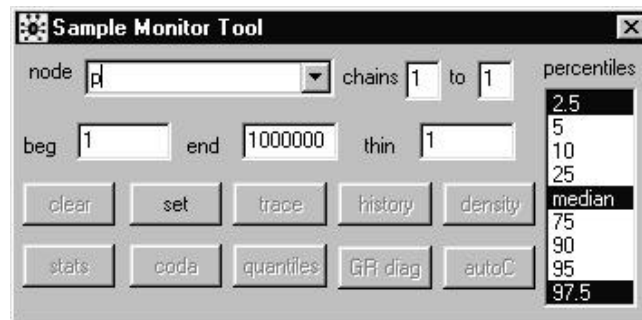 Sample Monitor Tool
node p chains 1 to 1 percentiles
beg 1 end 1000000 thin 1
2.5
5
10
25
median
75
90
95
97.5
clear set trace history density
stats coda quantiles GR diag autoC